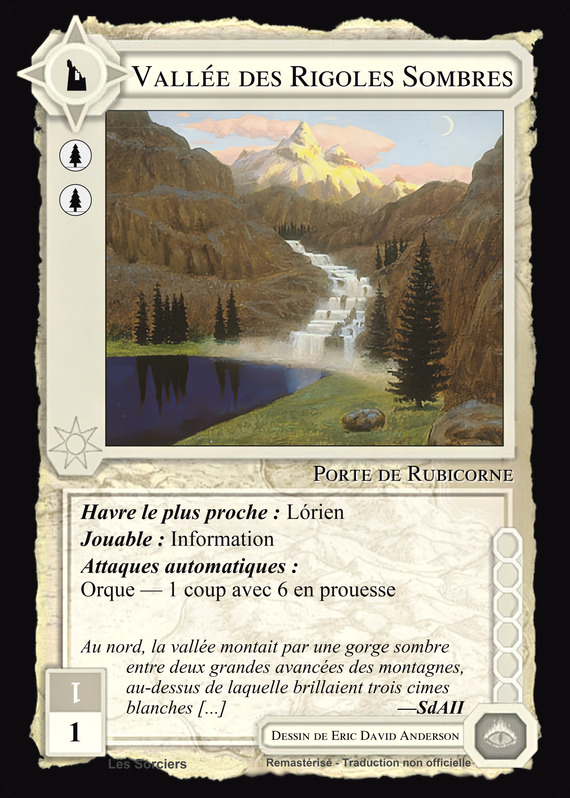 VALLÉE DES RIGOLES SOMBRES
PORTE DE RUBICORNE
Havre le plus proche : Lórien
Jouable : Information
Attaques automatiques :
Orque — 1 coup avec 6 en prouesse
Au nord, la vallée montait par une gorge sombre
entre deux grandes avancées des montagnes,
au-dessus de laquelle brillaient trois cimes
blanches [...] —SdAII
1
1
DESSIN DE ERIC DAVID ANDERSON
Les Sorciers
Remastérisé - Traduction non officielle